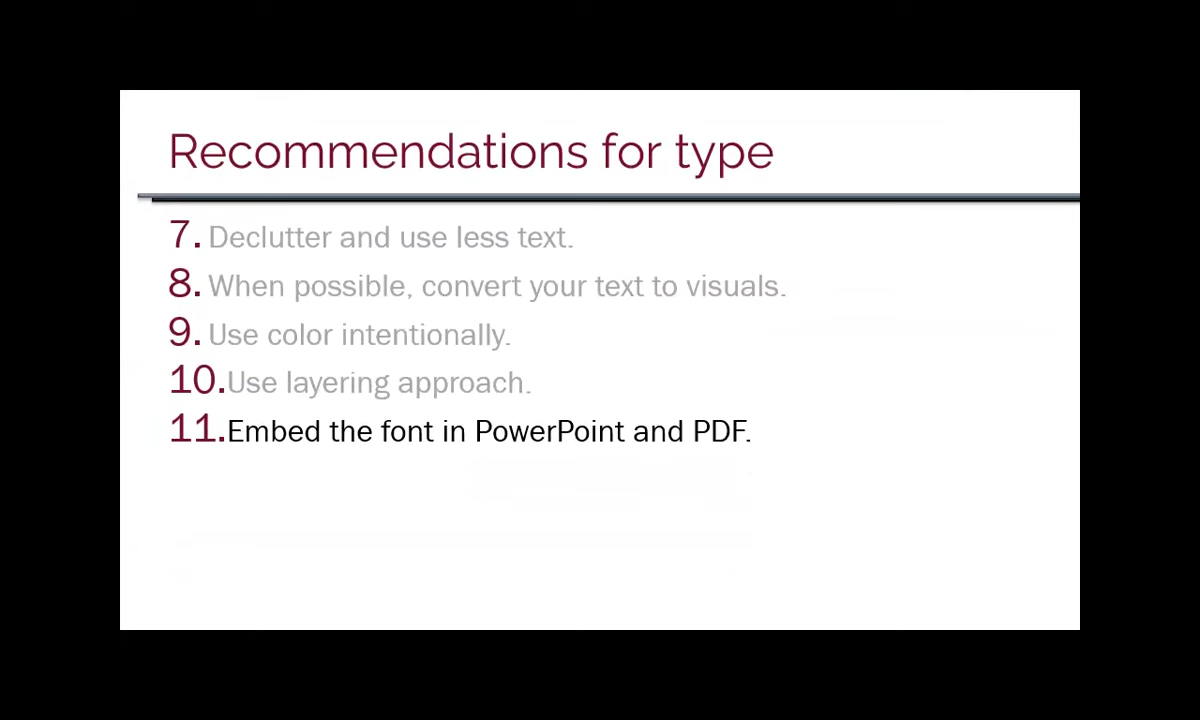 Recommendations for type
7. Declutter and use less text.
8. When possible, convert your text to visuals.
9. Use color intentionally.
10.Use layering approach.
11.Embed the font in PowerPoint and PDF.